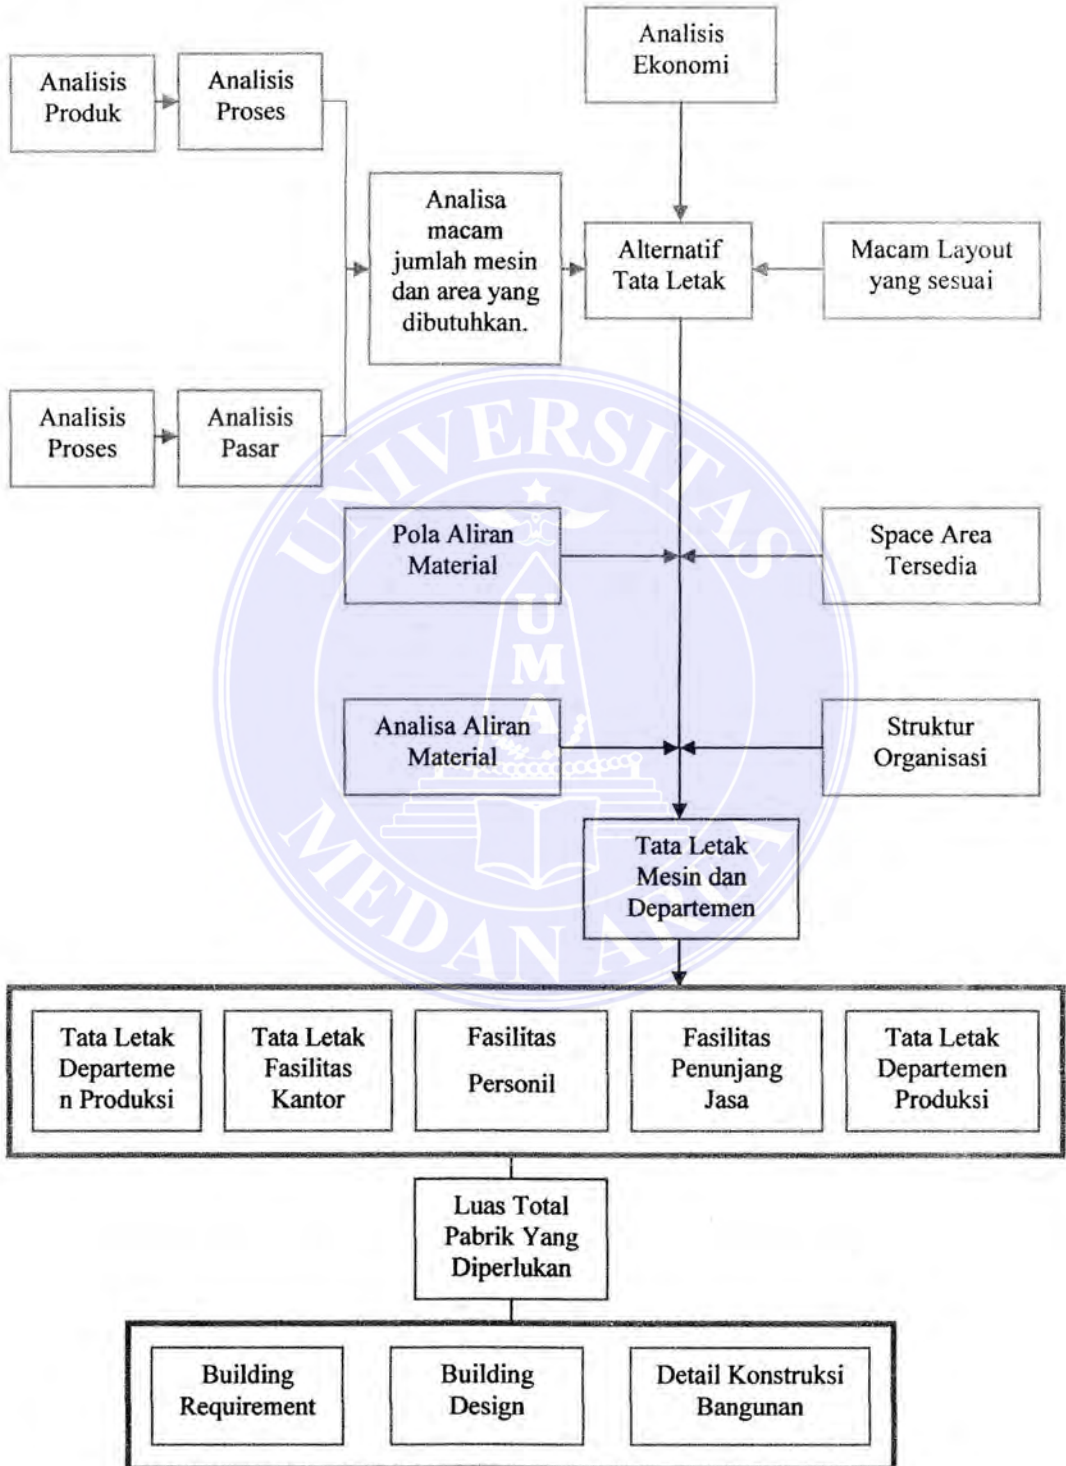 Analisis
Ekonomi
Analisis
Produk
Analisis
Proses
Analisa
macam
jumlah mesin
dan area yang
dibutuhkan.
Alternatif
Tata Letak
Macam Layout
yang sesuai
Analisis
Proses
Analisis
Pasar
UNIVERSITAS
Pola Aliran
Material
Space Area
Tersedia
U
M
A
Analisa Aliran
Material
Struktur
Organisasi
MEDAN AREA
Tata Letak
Mesin dan
Departemen
Tata Letak
Departeme
n Produksi
Tata Letak
Fasilitas
Kantor
Fasilitas
Personil
Fasilitas
Penunjang
Jasa
Tata Letak
Departemen
Produksi
Luas Total
Pabrik Yang
Diperlukan
Building
Requirement
Building
Design
Detail Konstruksi
Bangunan